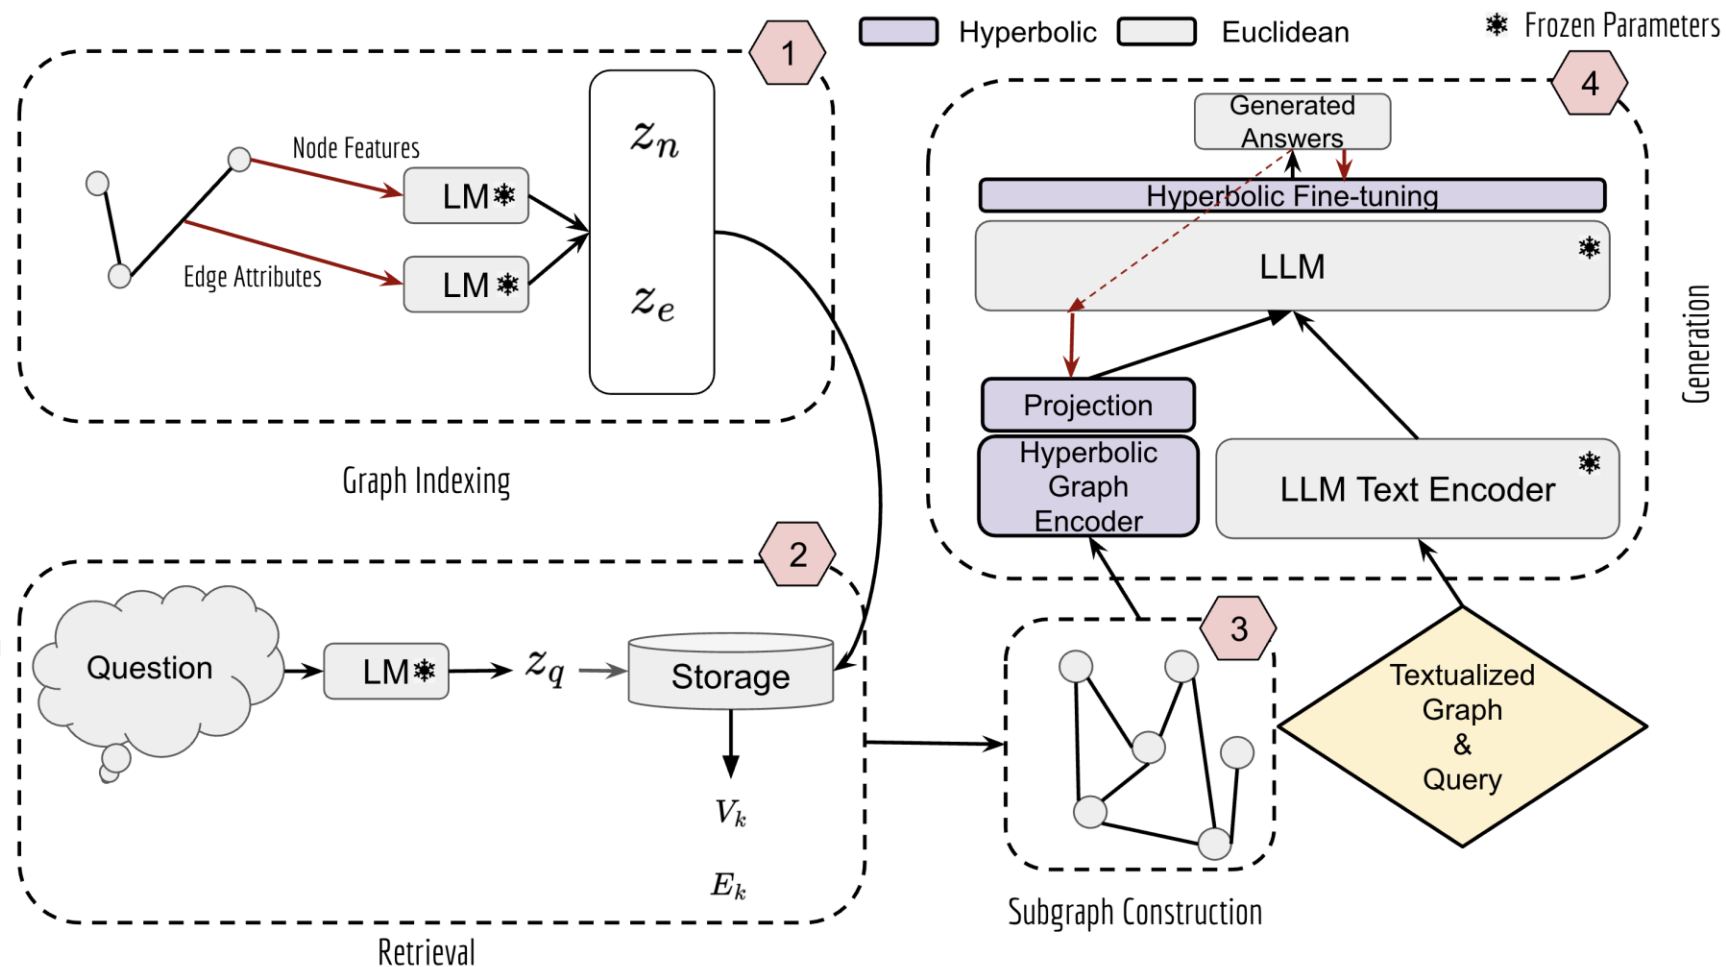 Hyperbolic
Euclidean
Frozen Parameters
1
Node Features
LM
Edge Attributes
LM
z_n
z_e
Graph Indexing
2
Question
LM
z_q
Storage
V_k
E_k
Retrieval
3
Subgraph Construction
Textualized
Graph
&
Query
4
Generated
Answers
Hyperbolic Fine-tuning
LLM
Projection
Hyperbolic
Graph
Encoder
LLM Text Encoder
Generation